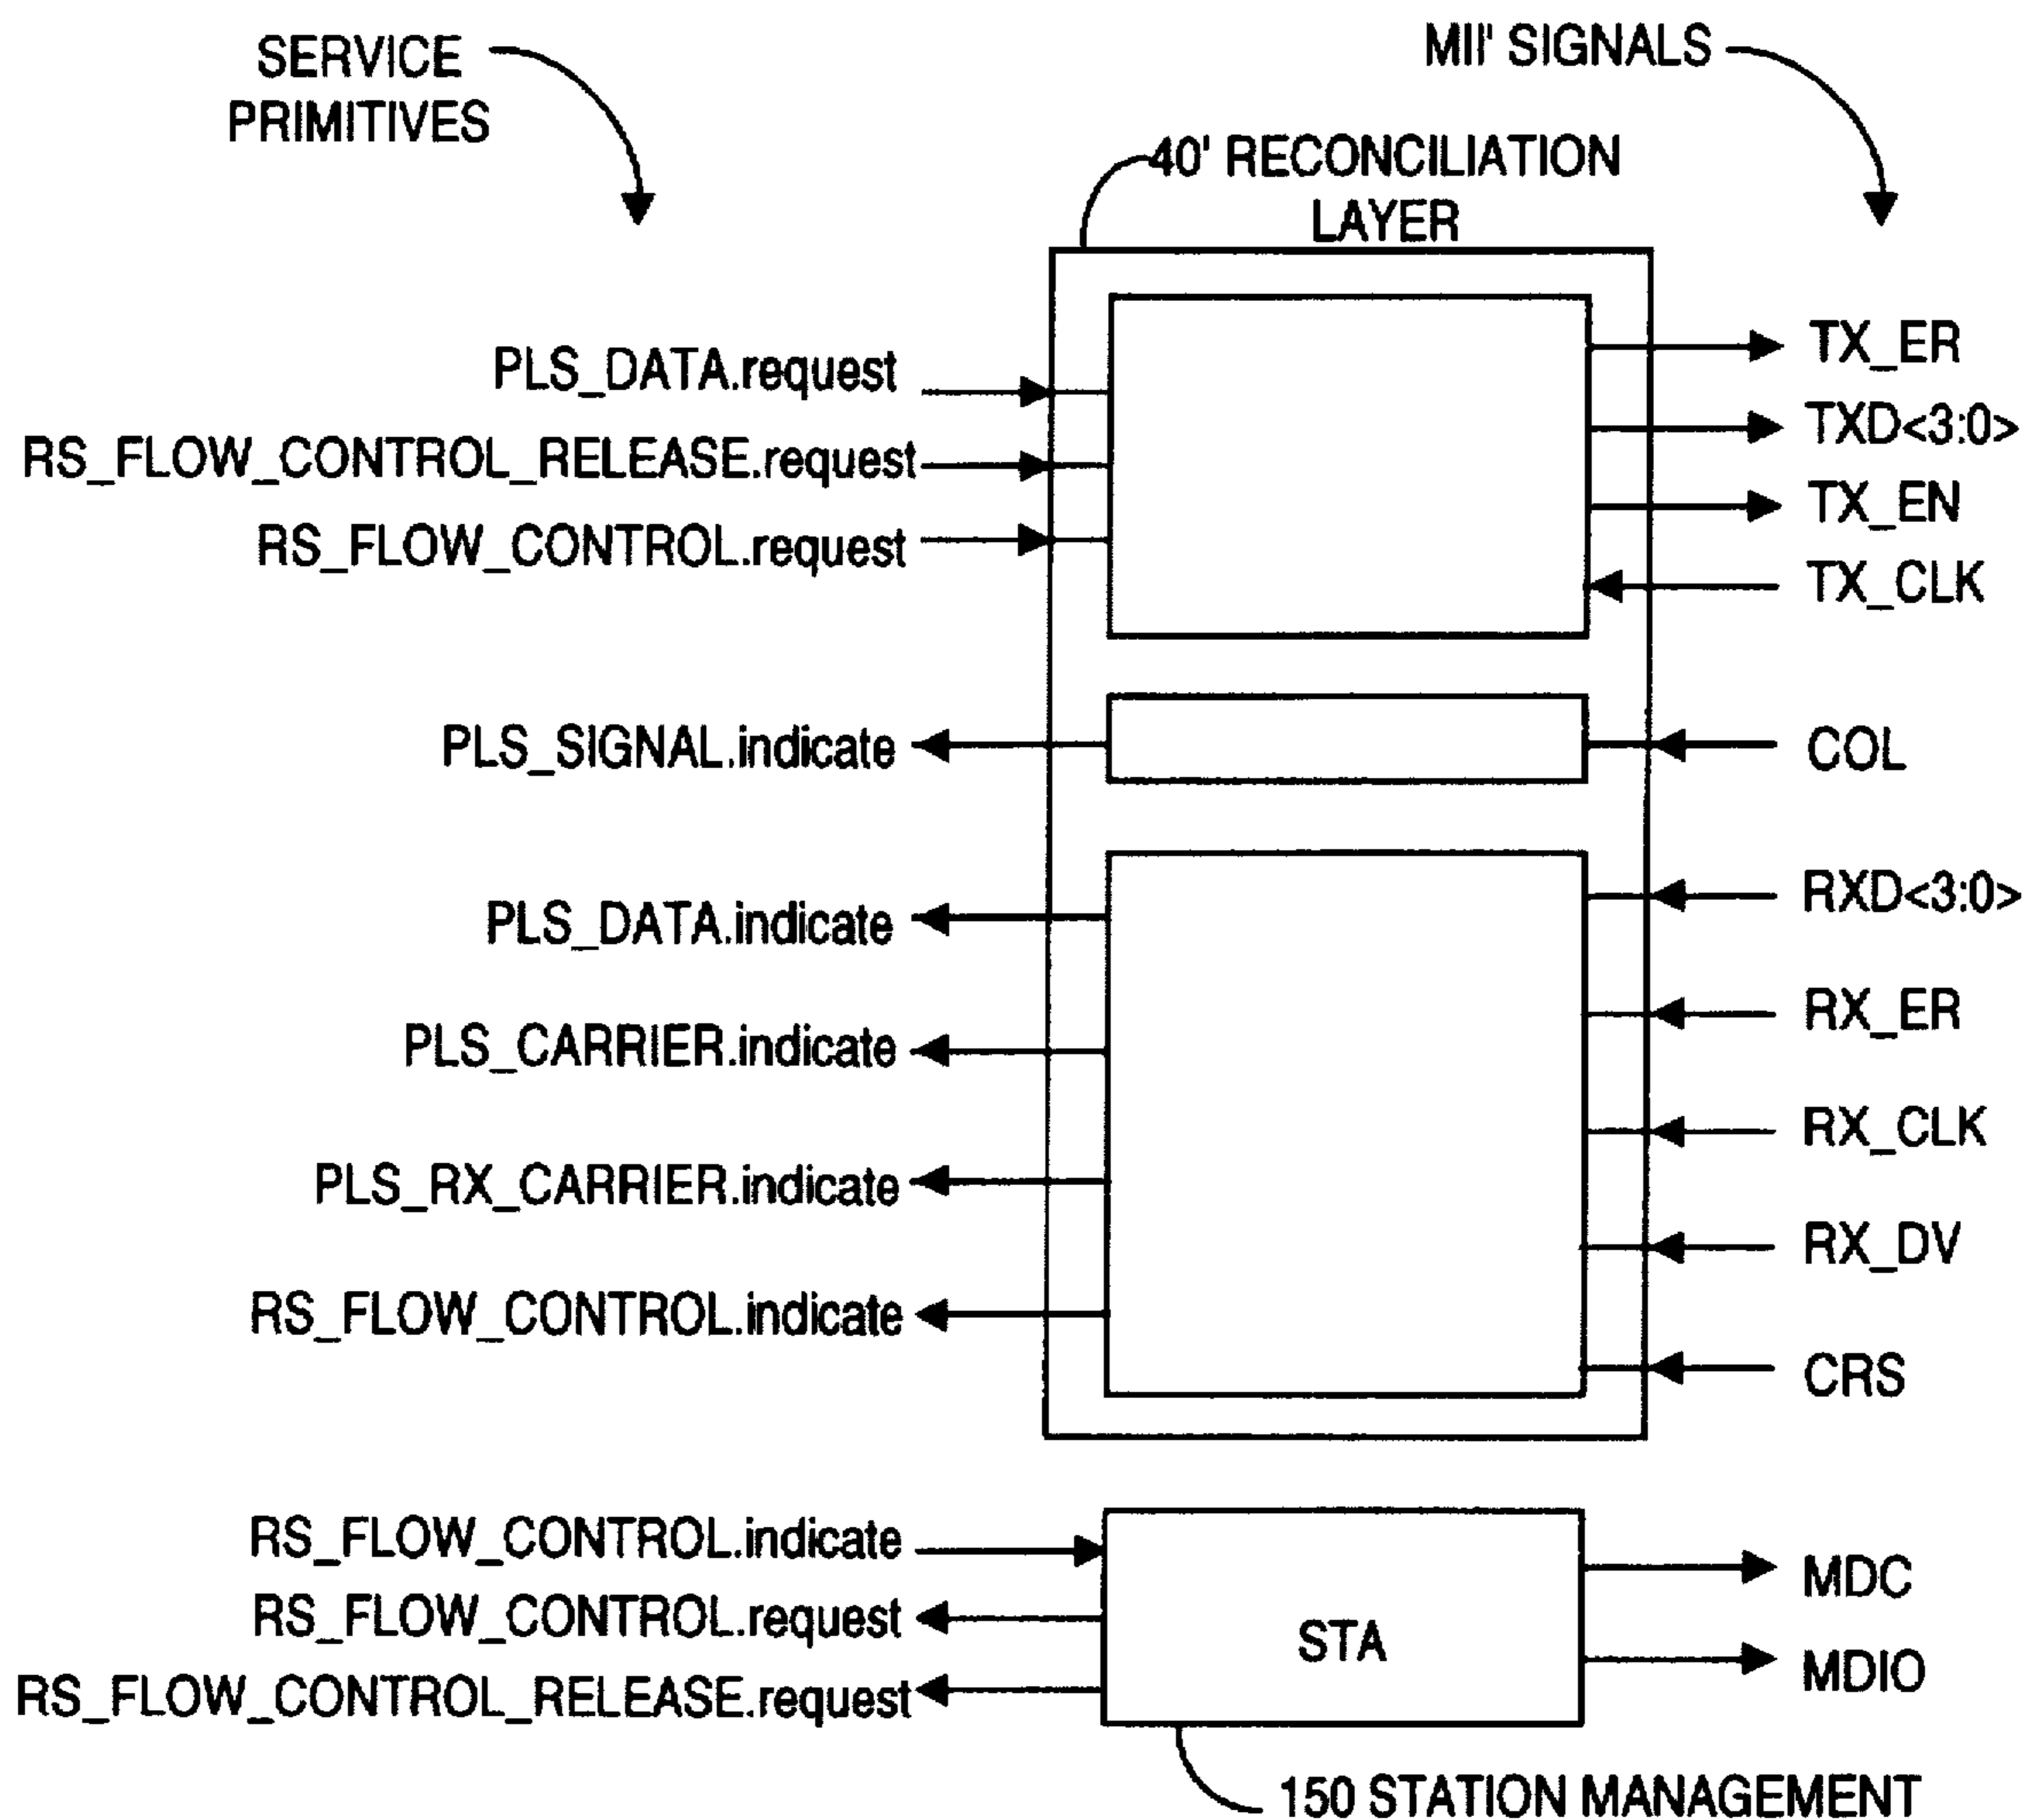 SERVICE
PRIMITIVES
MII' SIGNALS
40' RECONCILIATION
LAYER
PLS_DATA.request
RS_FLOW_CONTROL_RELEASE.request
RS_FLOW_CONTROL.request
TX_ER
TXD<3:0>
TX_EN
TX_CLK
PLS_SIGNAL.indicate
COL
PLS_DATA.indicate
PLS_CARRIER.indicate
PLS_RX_CARRIER.indicate
RS_FLOW_CONTROL.indicate
RXD<3:0>
RX_ER
RX_CLK
RX_DV
CRS
RS_FLOW_CONTROL.indicate
RS_FLOW_CONTROL.request
RS_FLOW_CONTROL_RELEASE.request
STA
MDC
MDIO
150 STATION MANAGEMENT